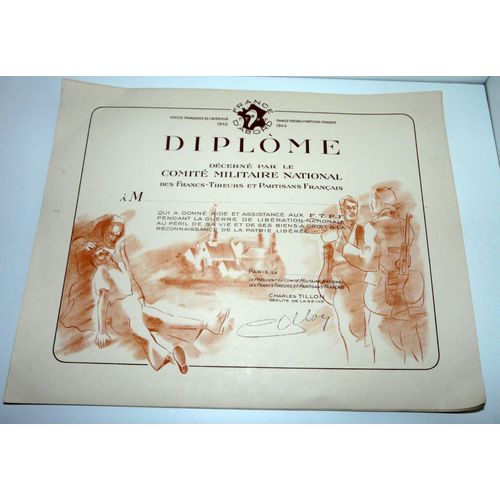 FRANCE
D'ABORD
FORCES FRANÇAISES DE L'INTÉRIEUR
1940
FRANCS-TIREURS & PARTISANS FRANÇAIS
1944
DIPLÔME
DÉCERNÉ PAR LE
COMITÉ MILITAIRE NATIONAL
DES FRANCS-TIREURS ET PARTISANS FRANÇAIS
À M
QUI A DONNÉ AIDE ET ASSISTANCE AUX F.T.P.F
PENDANT LA GUERRE DE LIBÉRATION NATIONALE
AU PÉRIL DE SA VIE ET DE SES BIENS A DROIT A LA
RECONNAISSANCE DE LA PATRIE LIBÉRÉE.
PARIS, LE
LE PRÉSIDENT DU COMITÉ MILITAIRE NATIONAL
DES FRANCS-TIREURS ET PARTISANS FRANÇAIS
CHARLES TILLON
DÉPUTÉ DE LA SEINE